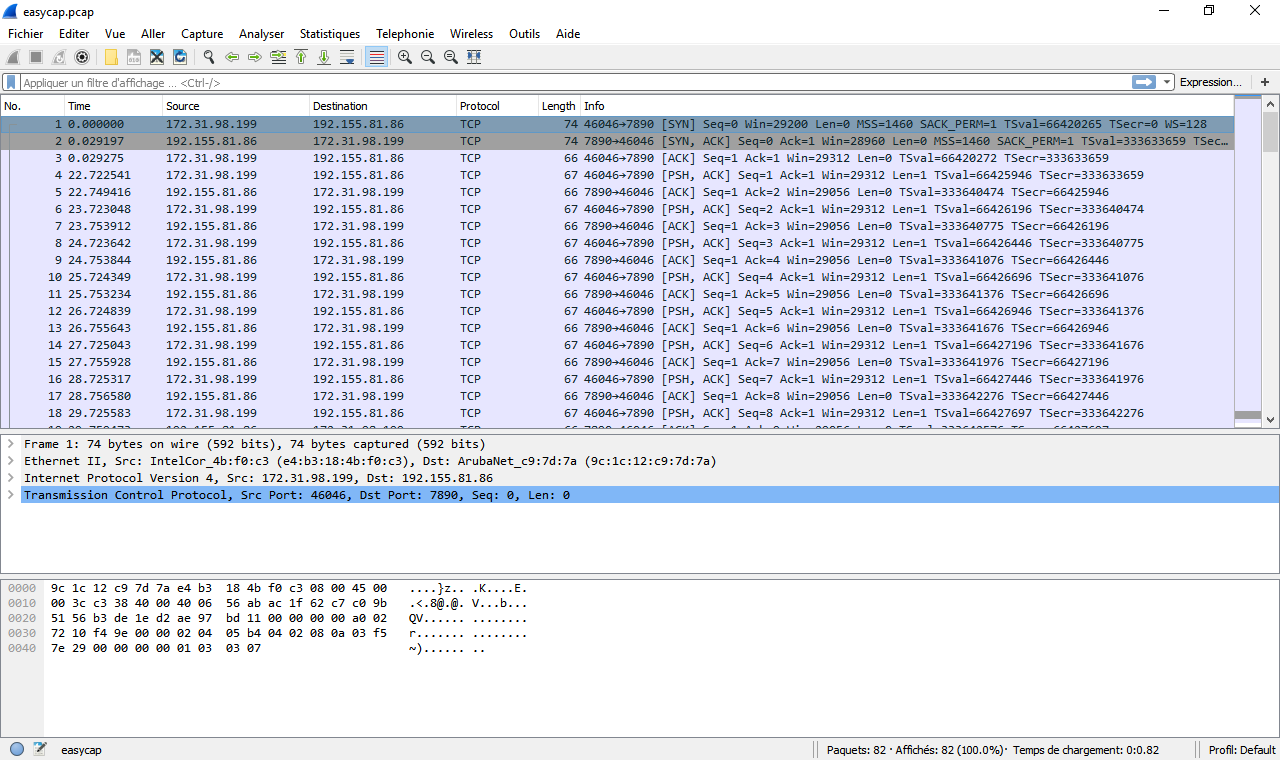 easycap.pcap
Fichier Editer Vue Aller Capture Analyser Statistiques Telephonie Wireless Outils Aide
Appliquer un filtre d'affichage ... <Ctrl-/> Expression... +
No. Time Source Destination Protocol Length Info
1 0.000000 172.31.98.199 192.155.81.86 TCP 74 46046→7890 [SYN] Seq=0 Win=29200 Len=0 MSS=1460 SACK_PERM=1 TSval=66420265 TSecr=0 WS=128
2 0.029197 192.155.81.86 172.31.98.199 TCP 74 7890→46046 [SYN, ACK] Seq=0 Ack=1 Win=28960 Len=0 MSS=1460 SACK_PERM=1 TSval=333633659 TSec...
3 0.029275 172.31.98.199 192.155.81.86 TCP 66 46046→7890 [ACK] Seq=1 Ack=1 Win=29312 Len=0 TSval=66420272 TSecr=333633659
4 22.722541 172.31.98.199 192.155.81.86 TCP 67 46046→7890 [PSH, ACK] Seq=1 Ack=1 Win=29312 Len=1 TSval=66425946 TSecr=333633659
5 22.749416 192.155.81.86 172.31.98.199 TCP 66 7890→46046 [ACK] Seq=1 Ack=2 Win=29056 Len=0 TSval=333640474 TSecr=66425946
6 23.723048 172.31.98.199 192.155.81.86 TCP 67 46046→7890 [PSH, ACK] Seq=2 Ack=1 Win=29312 Len=1 TSval=66426196 TSecr=333640474
7 23.753912 192.155.81.86 172.31.98.199 TCP 66 7890→46046 [ACK] Seq=1 Ack=3 Win=29056 Len=0 TSval=333640775 TSecr=66426196
8 24.723642 172.31.98.199 192.155.81.86 TCP 67 46046→7890 [PSH, ACK] Seq=3 Ack=1 Win=29312 Len=1 TSval=66426446 TSecr=333640775
9 24.753844 192.155.81.86 172.31.98.199 TCP 66 7890→46046 [ACK] Seq=1 Ack=4 Win=29056 Len=0 TSval=333641076 TSecr=66426446
10 25.724349 172.31.98.199 192.155.81.86 TCP 67 46046→7890 [PSH, ACK] Seq=4 Ack=1 Win=29312 Len=1 TSval=66426696 TSecr=333641076
11 25.753234 192.155.81.86 172.31.98.199 TCP 66 7890→46046 [ACK] Seq=1 Ack=5 Win=29056 Len=0 TSval=333641376 TSecr=66426696
12 26.724839 172.31.98.199 192.155.81.86 TCP 67 46046→7890 [PSH, ACK] Seq=5 Ack=1 Win=29312 Len=1 TSval=66426946 TSecr=333641376
13 26.755643 192.155.81.86 172.31.98.199 TCP 66 7890→46046 [ACK] Seq=1 Ack=6 Win=29056 Len=0 TSval=333641676 TSecr=66426946
14 27.725043 172.31.98.199 192.155.81.86 TCP 67 46046→7890 [PSH, ACK] Seq=6 Ack=1 Win=29312 Len=1 TSval=66427196 TSecr=333641676
15 27.755928 192.155.81.86 172.31.98.199 TCP 66 7890→46046 [ACK] Seq=1 Ack=7 Win=29056 Len=0 TSval=333641976 TSecr=66427196
16 28.725317 172.31.98.199 192.155.81.86 TCP 67 46046→7890 [PSH, ACK] Seq=7 Ack=1 Win=29312 Len=1 TSval=66427446 TSecr=333641976
17 28.756580 192.155.81.86 172.31.98.199 TCP 66 7890→46046 [ACK] Seq=1 Ack=8 Win=29056 Len=0 TSval=333642276 TSecr=66427446
18 29.725583 172.31.98.199 192.155.81.86 TCP 67 46046→7890 [PSH, ACK] Seq=8 Ack=1 Win=29312 Len=1 TSval=66427697 TSecr=333642276
Frame 1: 74 bytes on wire (592 bits), 74 bytes captured (592 bits)
Ethernet II, Src: IntelCor_4b:f0:c3 (e4:b3:18:4b:f0:c3), Dst: ArubaNet_c9:7d:7a (9c:1c:12:c9:7d:7a)
Internet Protocol Version 4, Src: 172.31.98.199, Dst: 192.155.81.86
Transmission Control Protocol, Src Port: 46046, Dst Port: 7890, Seq: 0, Len: 0
0000 9c 1c 12 c9 7d 7a e4 b3 18 4b f0 c3 08 00 45 00 ....}z.. .K....E.
0010 00 3c c3 38 40 00 40 06 56 ab ac 1f 62 c7 c0 9b .<.8@.@. V...b...
0020 51 56 b3 de 1e d2 ae 97 bd 11 00 00 00 00 a0 02 QV...... ........
0030 72 10 f4 9e 00 00 02 04 05 b4 04 02 08 0a 03 f5 r....... ........
0040 7e 29 00 00 00 00 01 03 03 07 ~)...... ..
easycap Paquets: 82 · Affichés: 82 (100.0%) · Temps de chargement: 0:0.82 Profil: Default